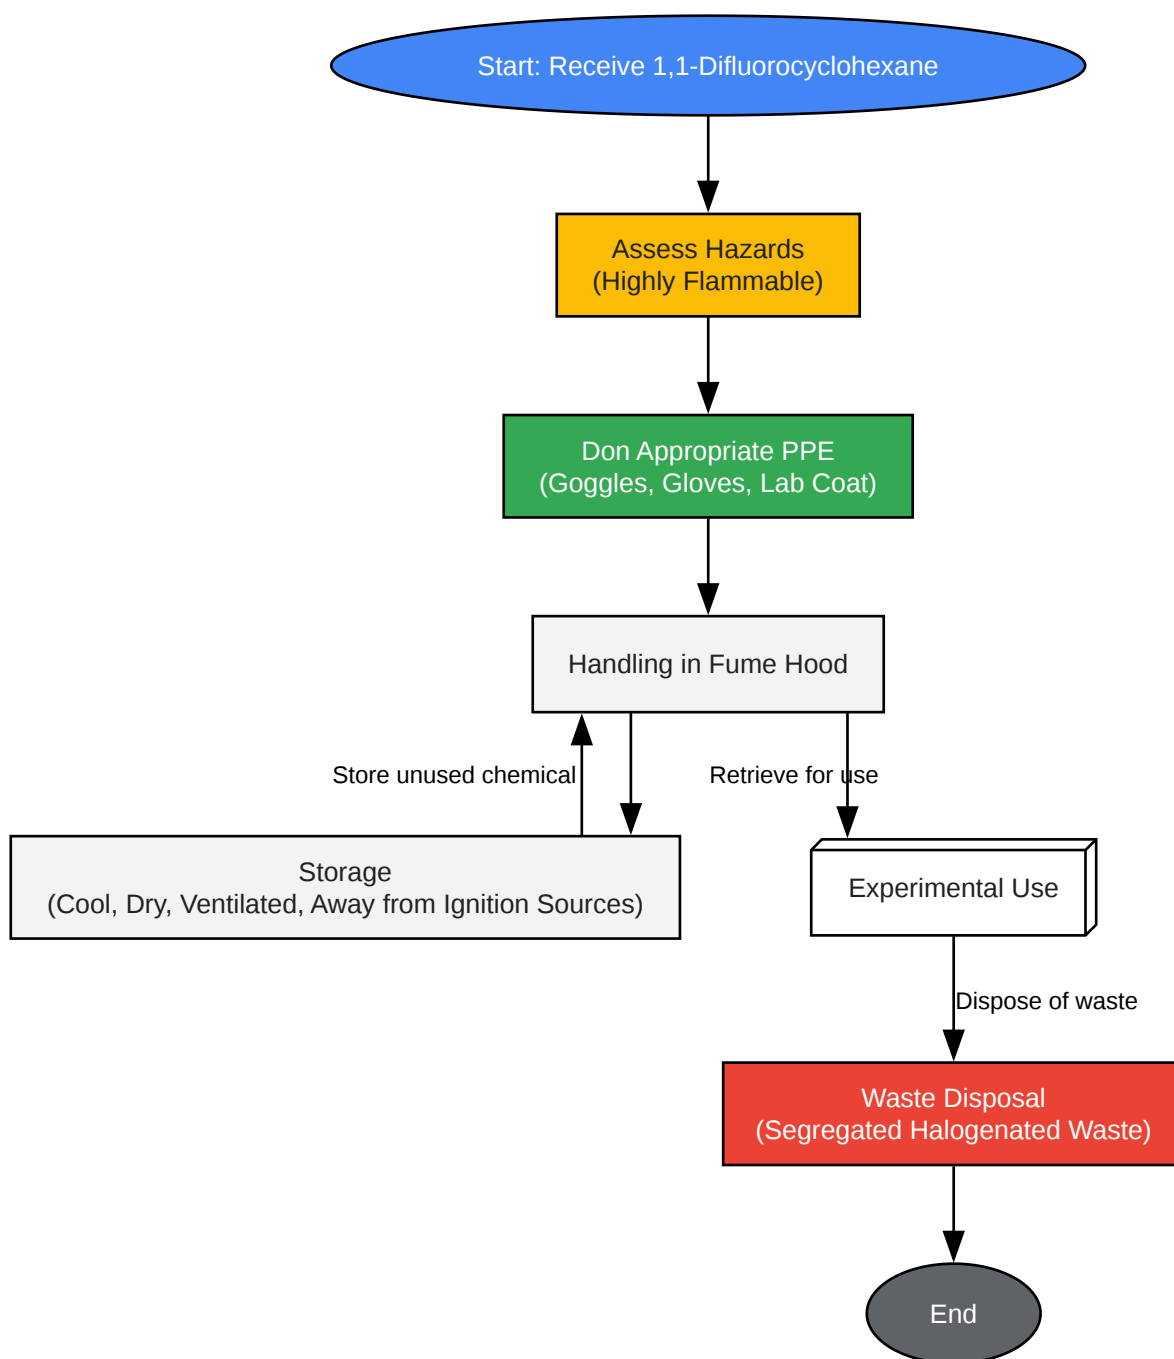 Start: Receive 1,1-Difluorocyclohexane
Assess Hazards
(Highly Flammable)
Don Appropriate PPE
(Goggles, Gloves, Lab Coat)
Handling in Fume Hood
Store unused chemical
Retrieve for use
Storage
(Cool, Dry, Ventilated, Away from Ignition Sources)
Experimental Use
Dispose of waste
Waste Disposal
(Segregated Halogenated Waste)
End